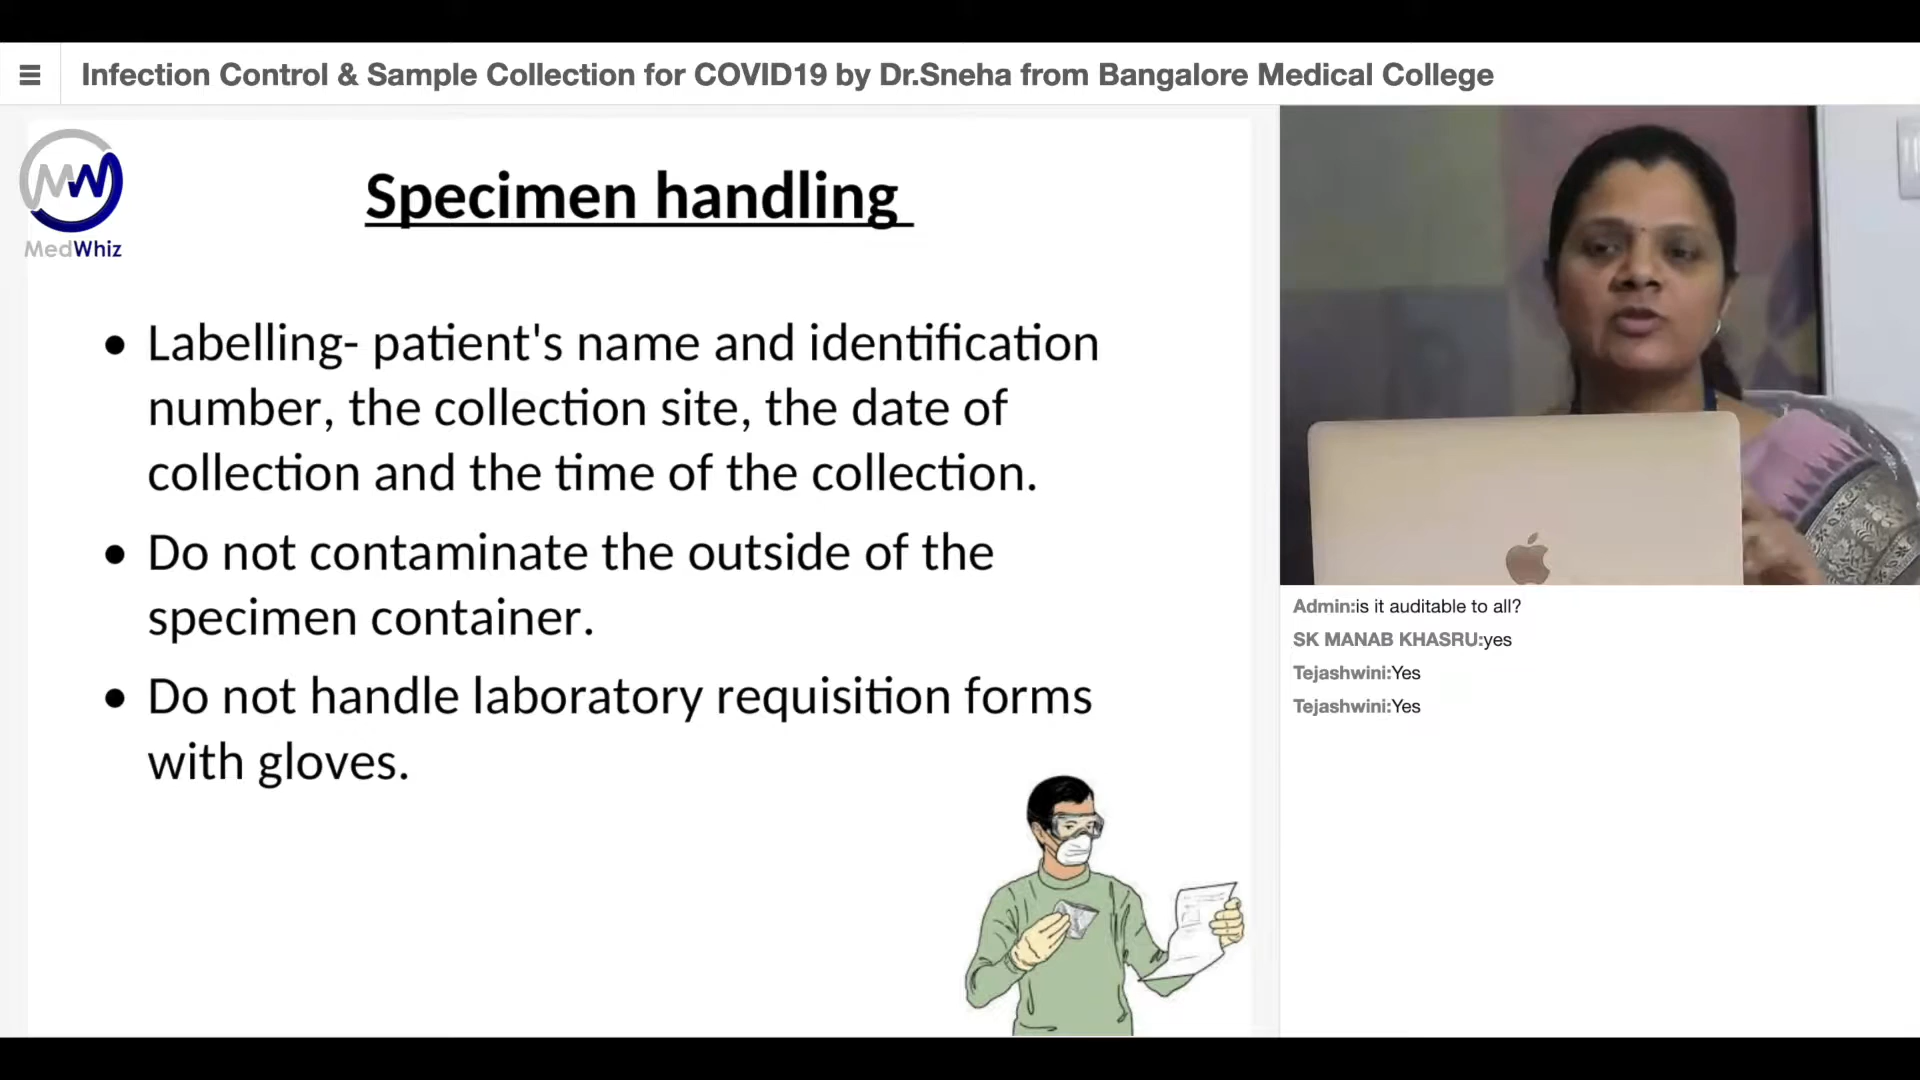 Infection Control & Sample Collection for COVID19 by Dr.Sneha from Bangalore Medical College
MW
MedWhiz
Specimen handling
• Labelling- patient's name and identification
number, the collection site, the date of
collection and the time of the collection.
• Do not contaminate the outside of the
specimen container.
• Do not handle laboratory requisition forms
with gloves.
Admin:is it auditable to all?
SK MANAB KHASRU:yes
Tejashwini:Yes
Tejashwini:Yes